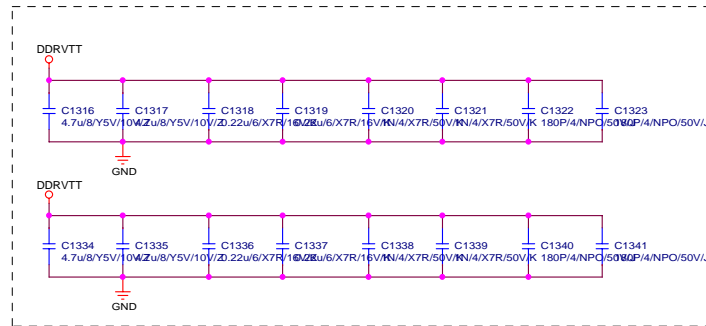 DDRVTT
C1316 C1317 C1318 C1319 C1320 C1321 C1322 C1323
4.7u/8/Y5V/10V/Z 4.7u/8/Y5V/10V/Z 0.22u/6/X7R/16V/K 0.22u/6/X7R/16V/K 1N/4/X7R/50V/K 1N/4/X7R/50V/K 180P/4/NPO/50V/J 180P/4/NPO/50V/J
GND
DDRVTT
C1334 C1335 C1336 C1337 C1338 C1339 C1340 C1341
4.7u/8/Y5V/10V/Z 4.7u/8/Y5V/10V/Z 0.22u/6/X7R/16V/K 0.22u/6/X7R/16V/K 1N/4/X7R/50V/K 1N/4/X7R/50V/K 180P/4/NPO/50V/J 180P/4/NPO/50V/J
GND